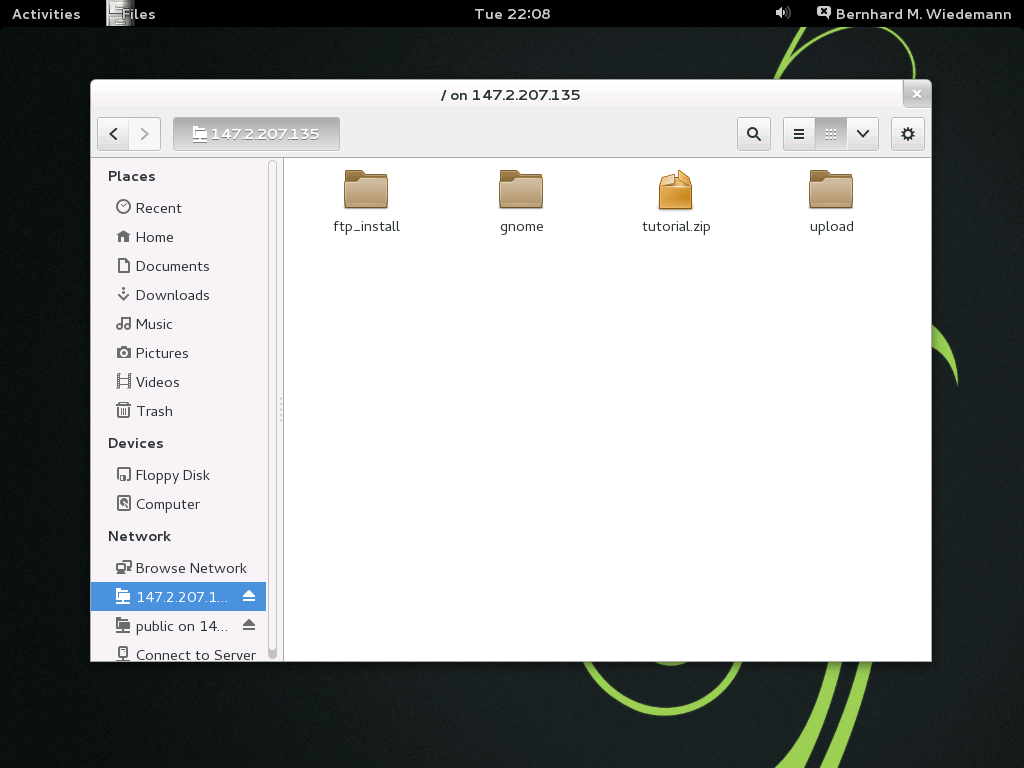 Activities Files Tue 22:08 Bernhard M. Wiedemann
/ on 147.2.207.135
147.2.207.135
Places
Recent
Home
Documents
Downloads
Music
Pictures
Videos
Trash
Devices
Floppy Disk
Computer
Network
Browse Network
147.2.207.1...
public on 14...
Connect to Server
ftp_install gnome tutorial.zip upload